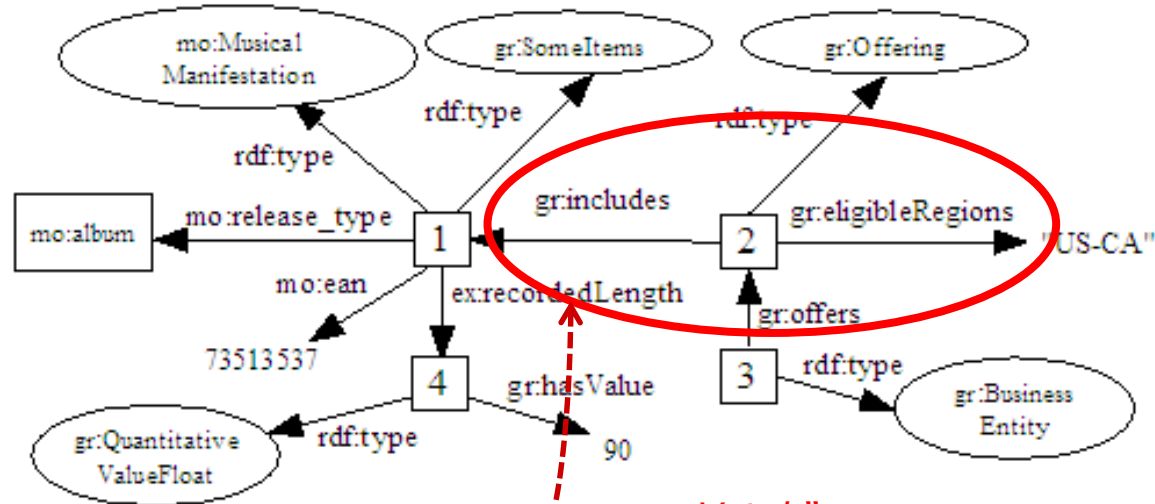 mo:Musical
Manifestation
gr:SomeItems
gr:Offering
rdf:type
rdf:type
rdf:type
mo:album
mo:release_type
1
gr:includes
2
gr:eligibleRegions
"US-CA"
mo:ean
ex:recordedLength
gr:offers
73513537
4
gr:hasValue
3
rdf:type
gr:Business
Entity
gr:Quantitative
ValueFloat
rdf:type
90